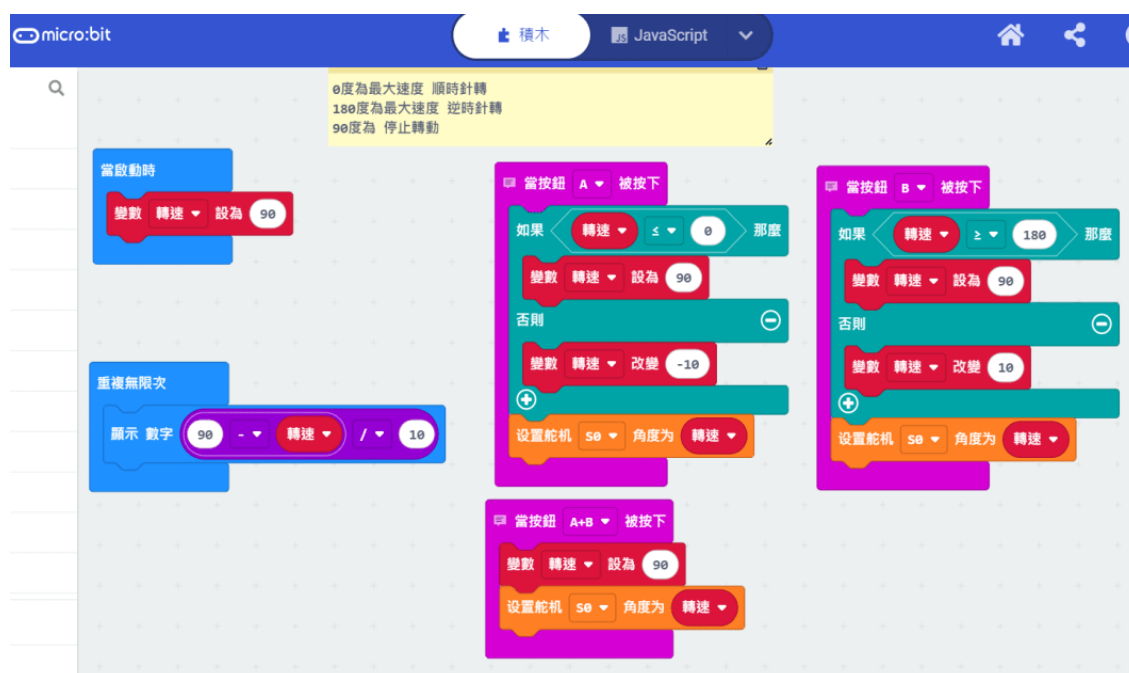 micro:bit
積木
JS JavaScript
0度為最大速度 順時針轉
180度為最大速度 逆時針轉
90度為 停止轉動
當啟動時
變數 轉速 設為 90
重複無限次
顯示 數字 90 - 轉速 / 10
當按鈕 A 被按下
如果 轉速 ≤ 0 那麼
變數 轉速 設為 90
否則
變數 轉速 改變 -10
设置舵机 S0 角度为 轉速
當按鈕 B 被按下
如果 轉速 ≥ 180 那麼
變數 轉速 設為 90
否則
變數 轉速 改變 10
设置舵机 S0 角度为 轉速
當按鈕 A+B 被按下
變數 轉速 設為 90
设置舵机 S0 角度为 轉速